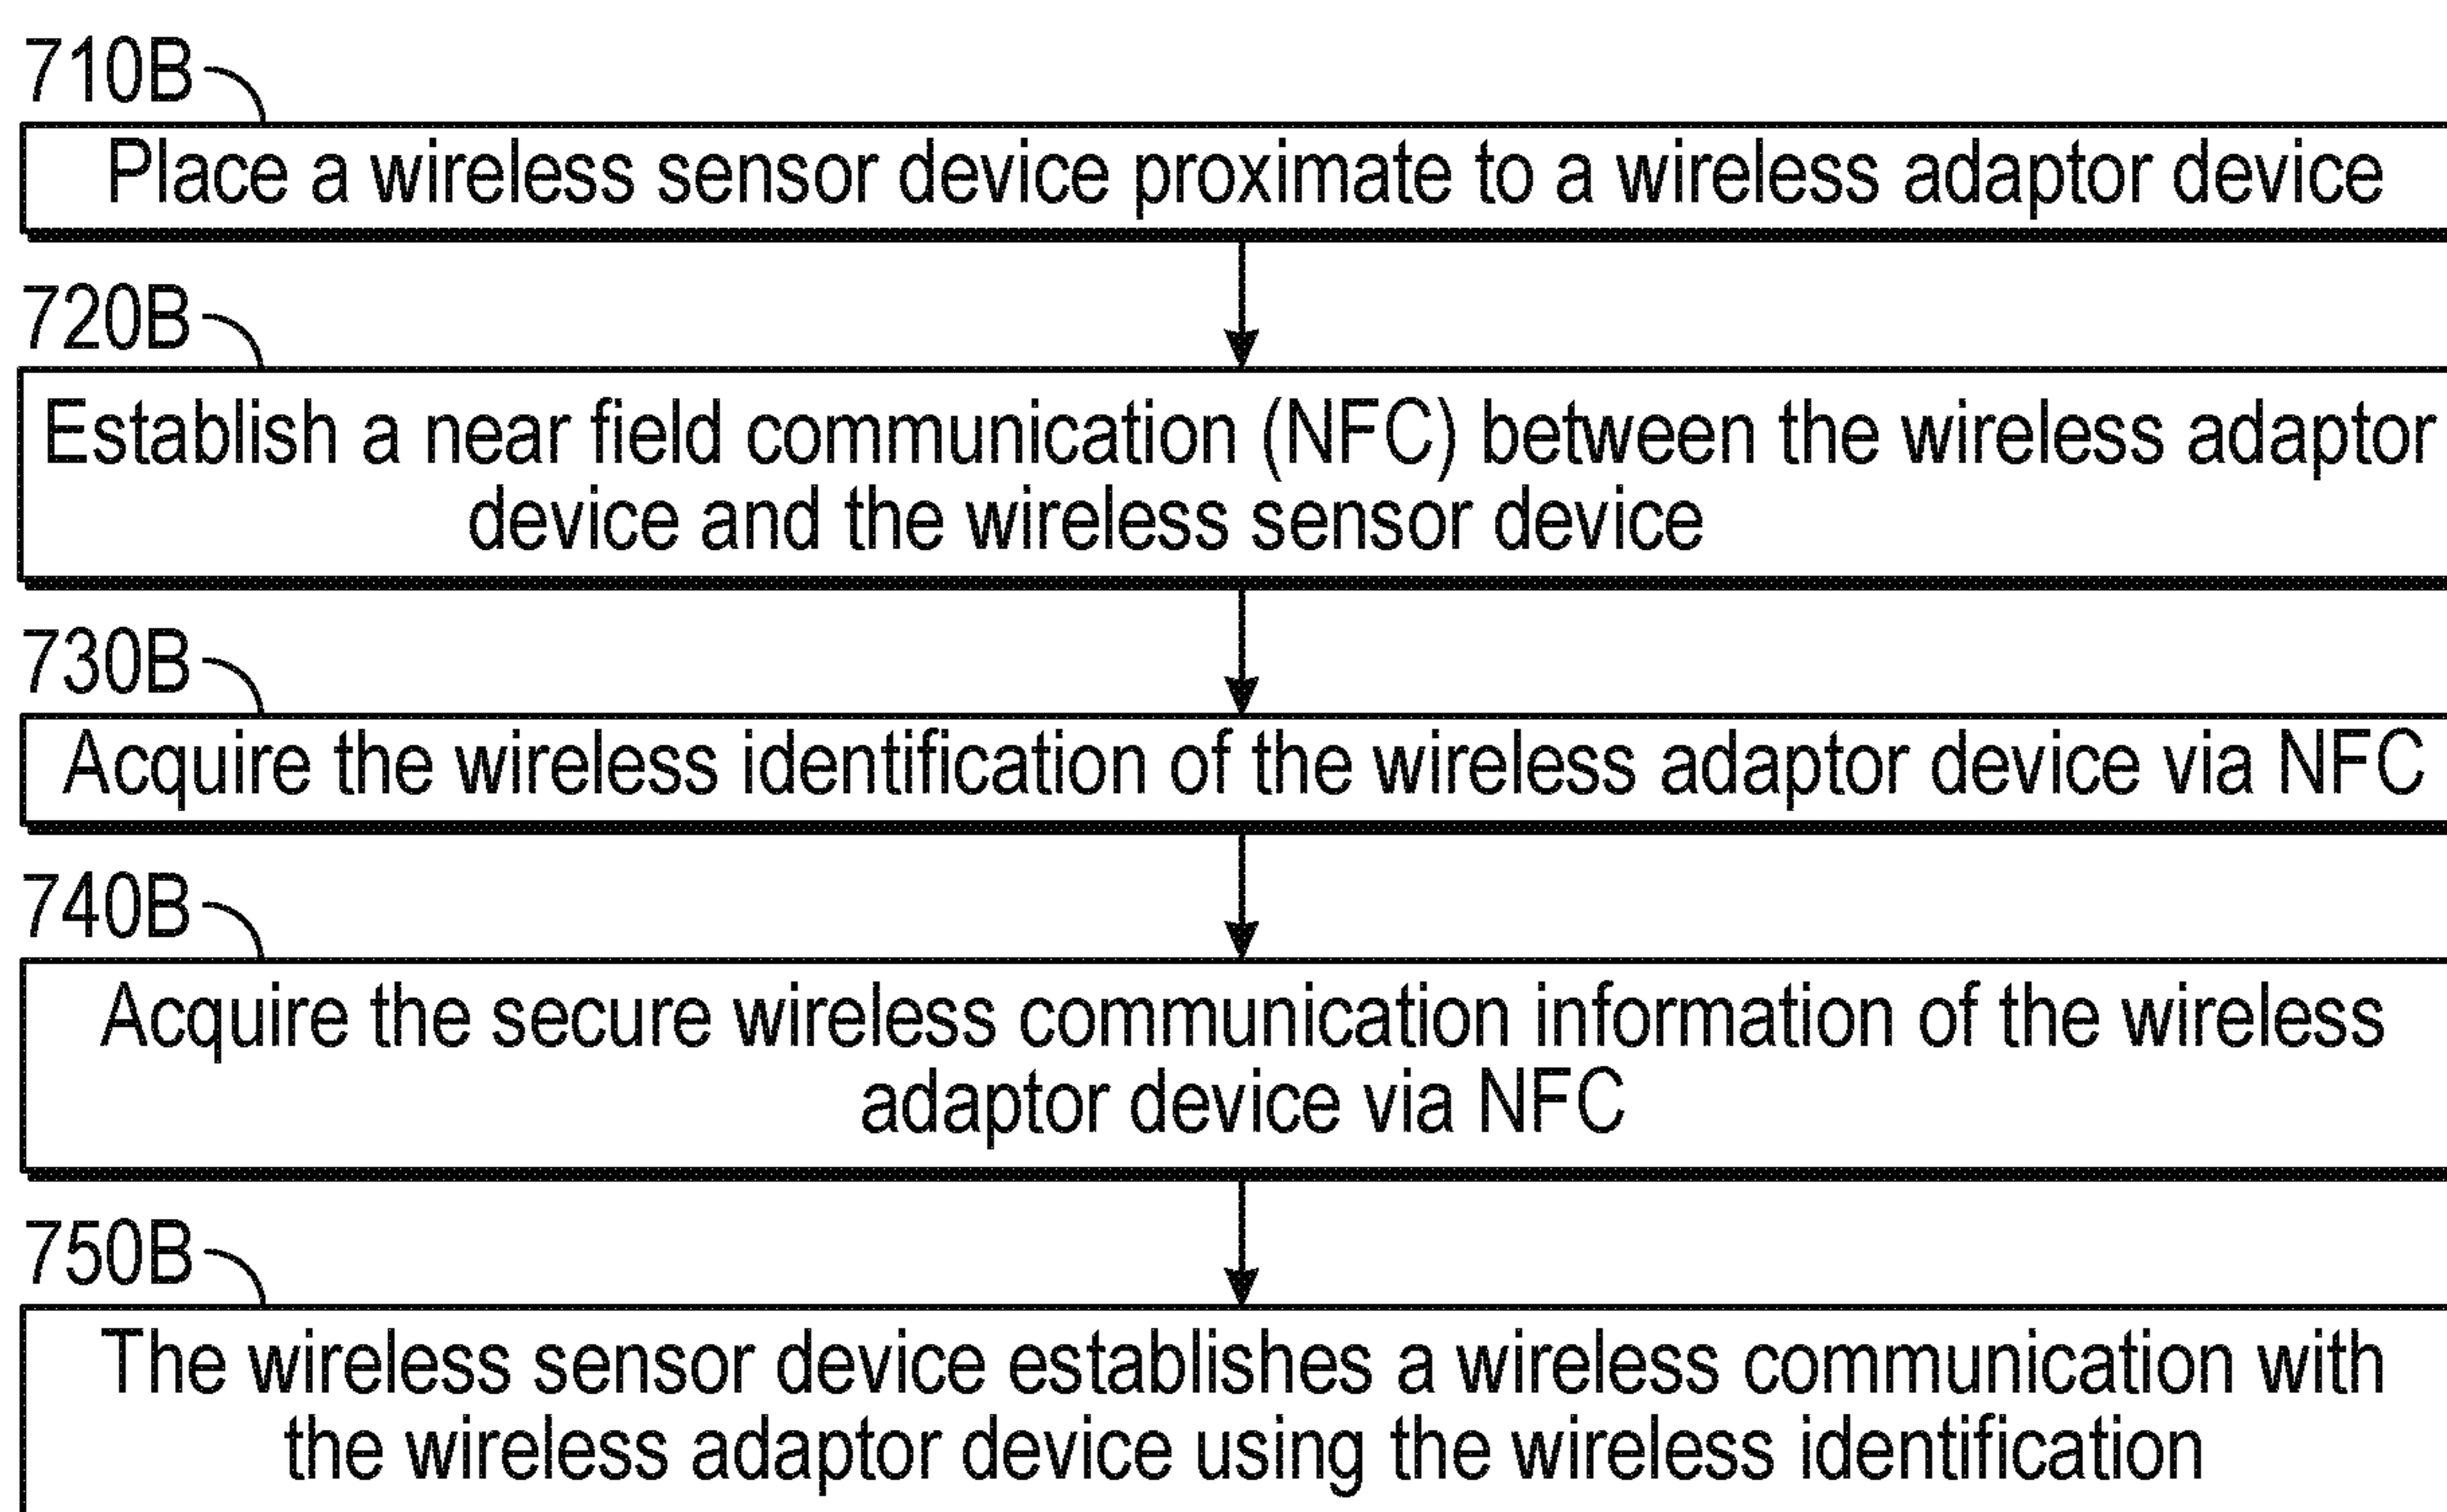 710B
Place a wireless sensor device proximate to a wireless adaptor device
720B
Establish a near field communication (NFC) between the wireless adaptor
device and the wireless sensor device
730B
Acquire the wireless identification of the wireless adaptor device via NFC
740B
Acquire the secure wireless communication information of the wireless
adaptor device via NFC
750B
The wireless sensor device establishes a wireless communication with
the wireless adaptor device using the wireless identification